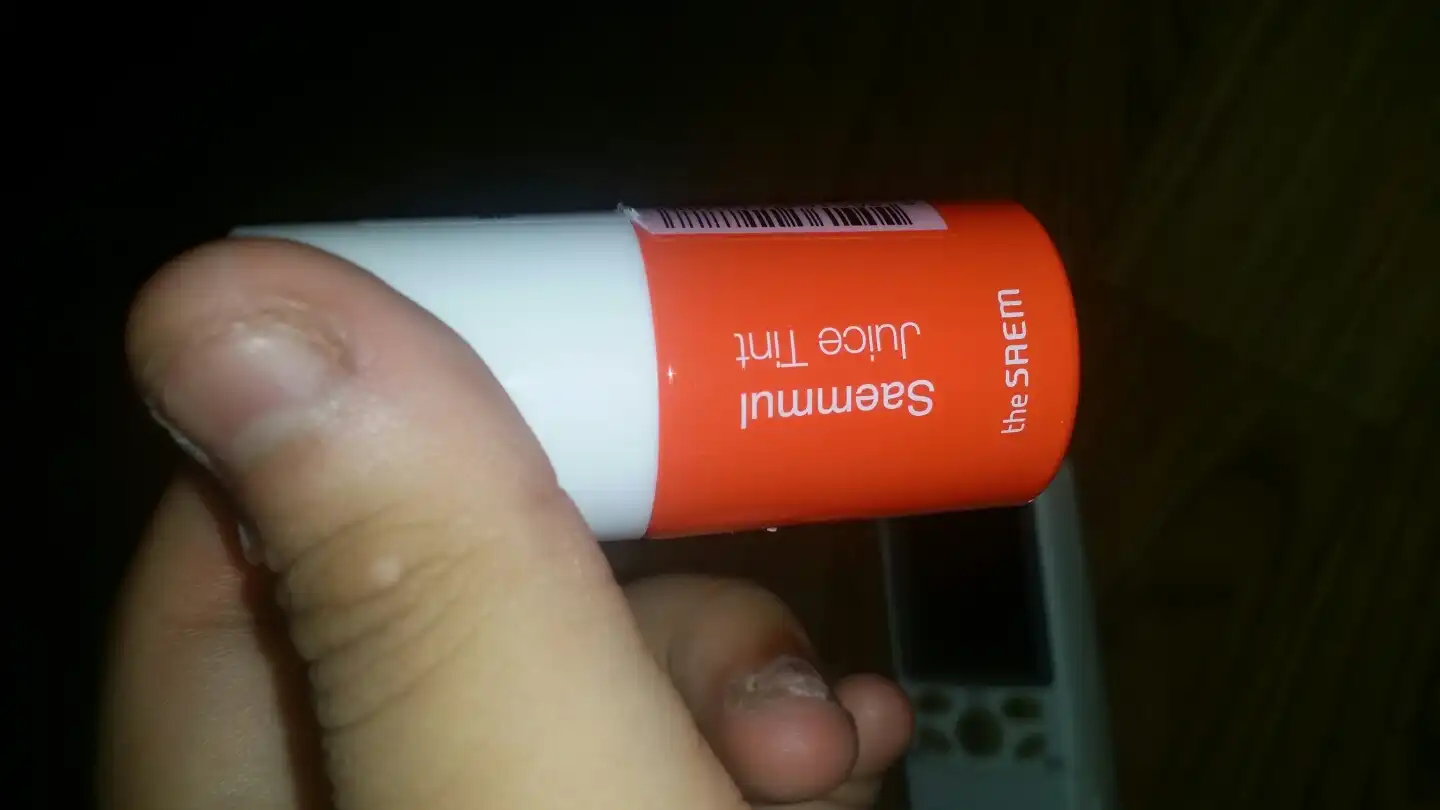 Saemmul
Juice Tint
the SAEM